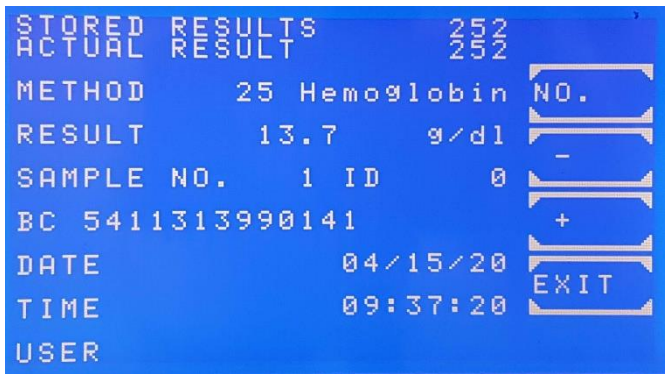 STORED RESULTS 252
ACTUAL RESULT 252
METHOD 25 Hemoglobin NO.
RESULT 13.7 g/dl
-
SAMPLE NO. 1 ID 0
BC 5411313990141 +
DATE 04/15/20
EXIT
TIME 09:37:20
USER